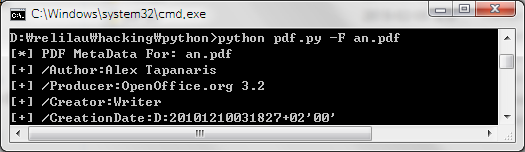 C:\Windows\system32\cmd.exe
D:₩relilau₩hacking₩python>python pdf.py -F an.pdf
[*] PDF MetaData For: an.pdf
[+] /Author:Alex Tapanaris
[+] /Producer:OpenOffice.org 3.2
[+] /Creator:Writer
[+] /CreationDate:D:20101210031827+02'00'